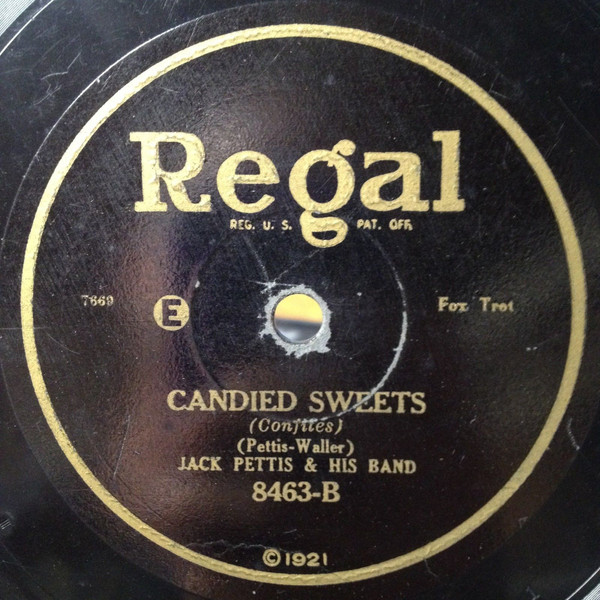 Regal
REG. U. S. PAT. OFF.
7669 E Fox Trot
CANDIED SWEETS
(Confites)
(Pettis-Waller)
JACK PETTIS & HIS BAND
8463-B
©1921